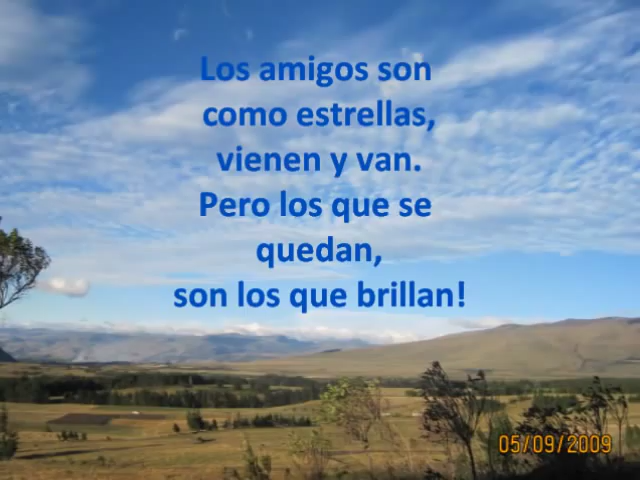 Los amigos son
como estrellas,
vienen y van.
Pero los que se
quedan,
son los que brillan!
05/09/2009